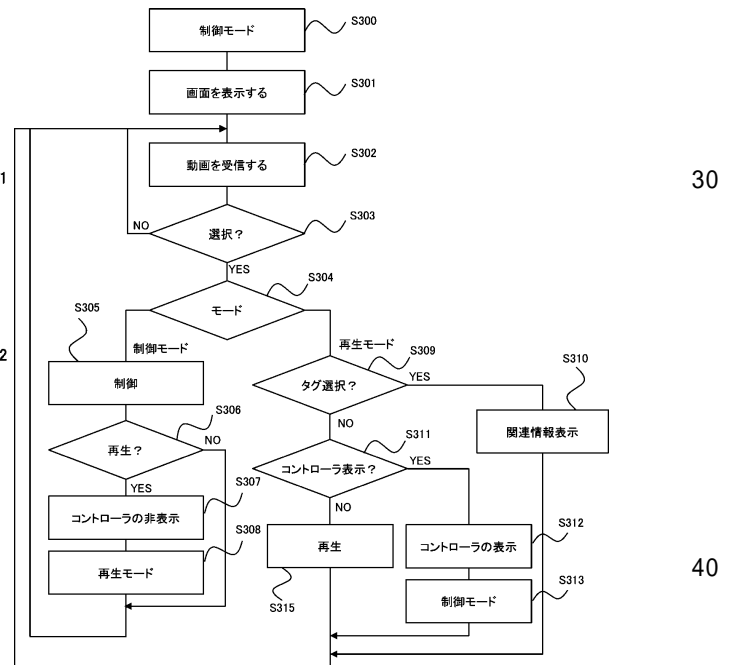 制御モード
S300
画面を表示する
S301
動画を受信する
S302
1
30
選択？
S303
NO
YES
モード
S304
S305
制御モード
再生モード
2
制御
タグ選択？
S309
YES
S310
NO
関連情報表示
再生？
S306
NO
YES
コントローラ表示？
S311
YES
NO
コントローラの非表示
S307
再生モード
S308
再生
S315
コントローラの表示
S312
制御モード
S313
40